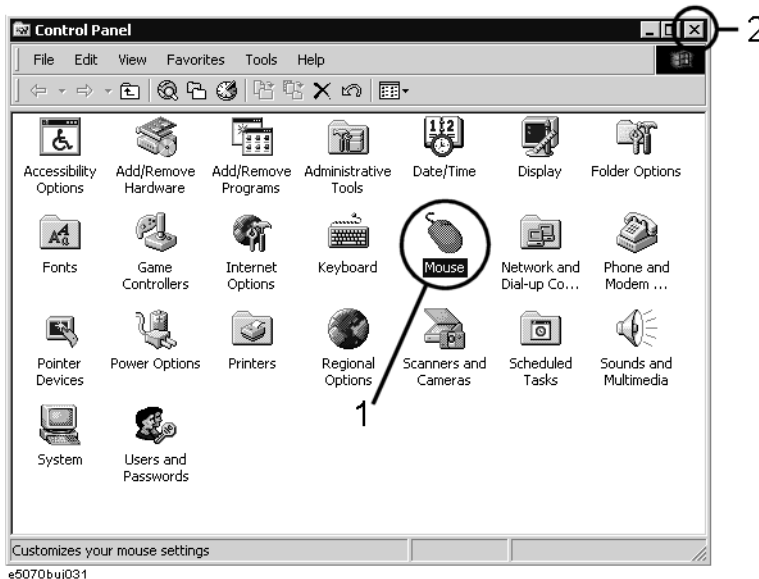 Control Panel
2
File Edit View Favorites Tools Help
Accessibility Options
Add/Remove Hardware
Add/Remove Programs
Administrative Tools
Date/Time
Display
Folder Options
Fonts
Game Controllers
Internet Options
Keyboard
Mouse
Network and Dial-up Co...
Phone and Modem ...
Pointer Devices
Power Options
Printers
Regional Options
Scanners and Cameras
Scheduled Tasks
Sounds and Multimedia
1
System
Users and Passwords
Customizes your mouse settings
e5070bui031